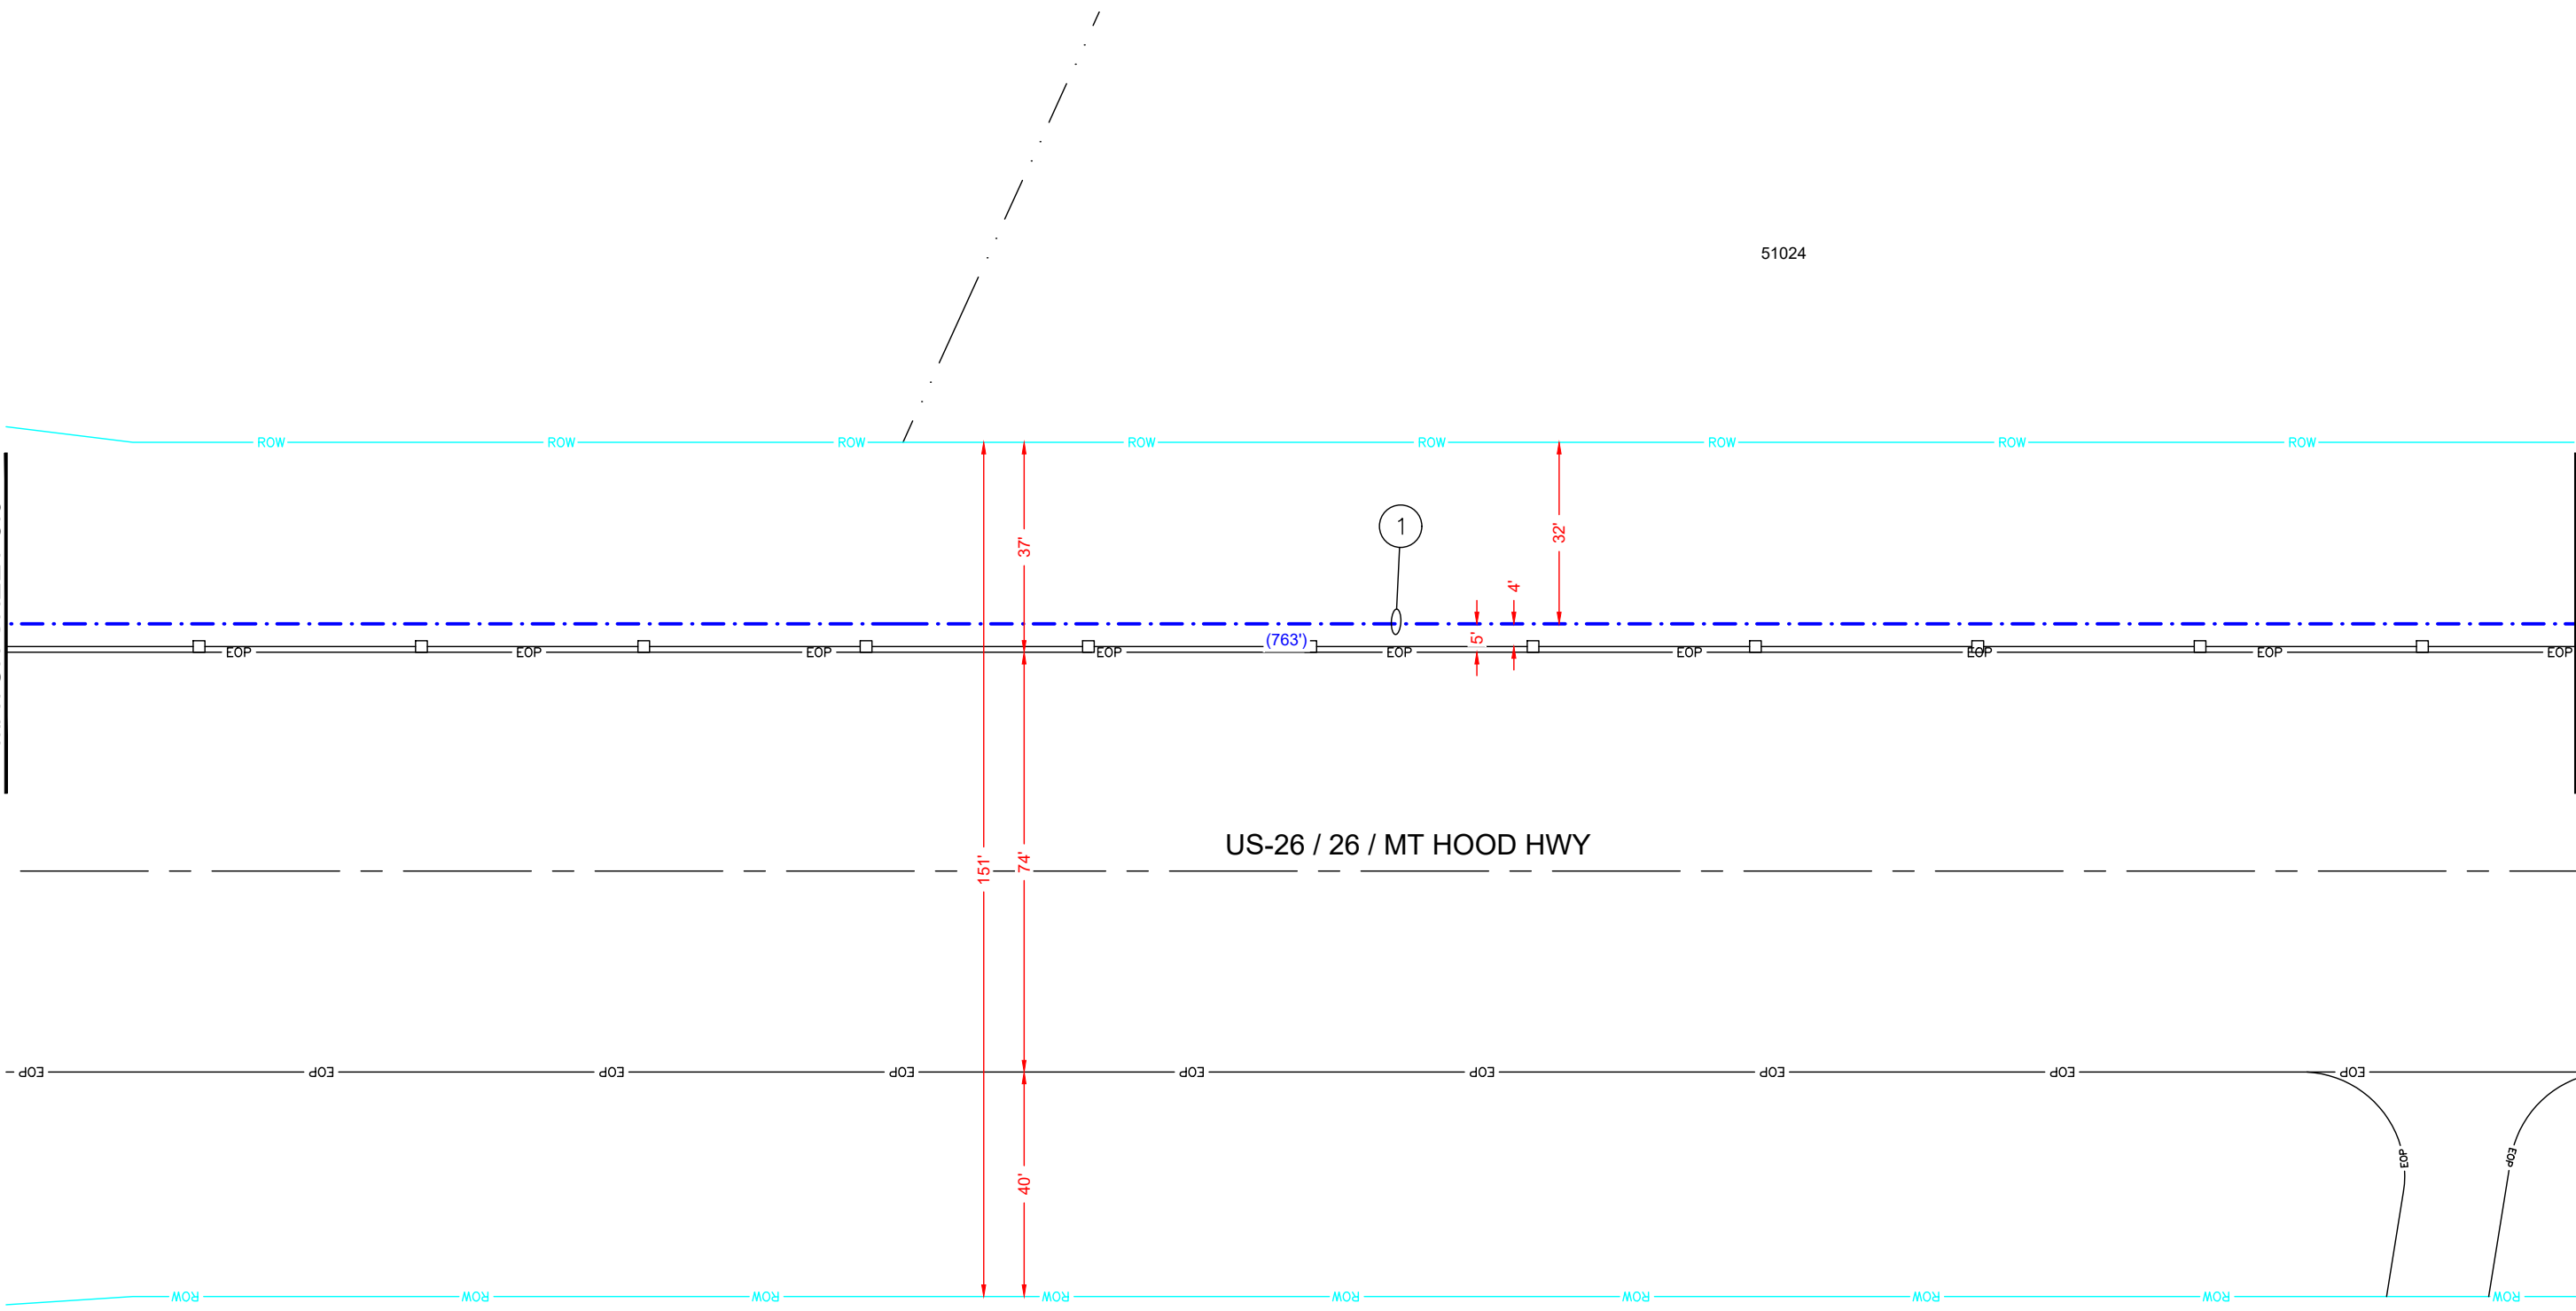 51024
ROW ROW ROW ROW ROW ROW ROW ROW
1
37'
32'
4'
5'
(763')
EOP EOP EOP EOP EOP EOP EOP EOP EOP
US-26 / 26 / MT HOOD HWY
151'
74'
EOP EOP EOP EOP EOP EOP EOP EOP EOP
EOP EOP
40'
ROW ROW ROW ROW ROW ROW ROW ROW ROW